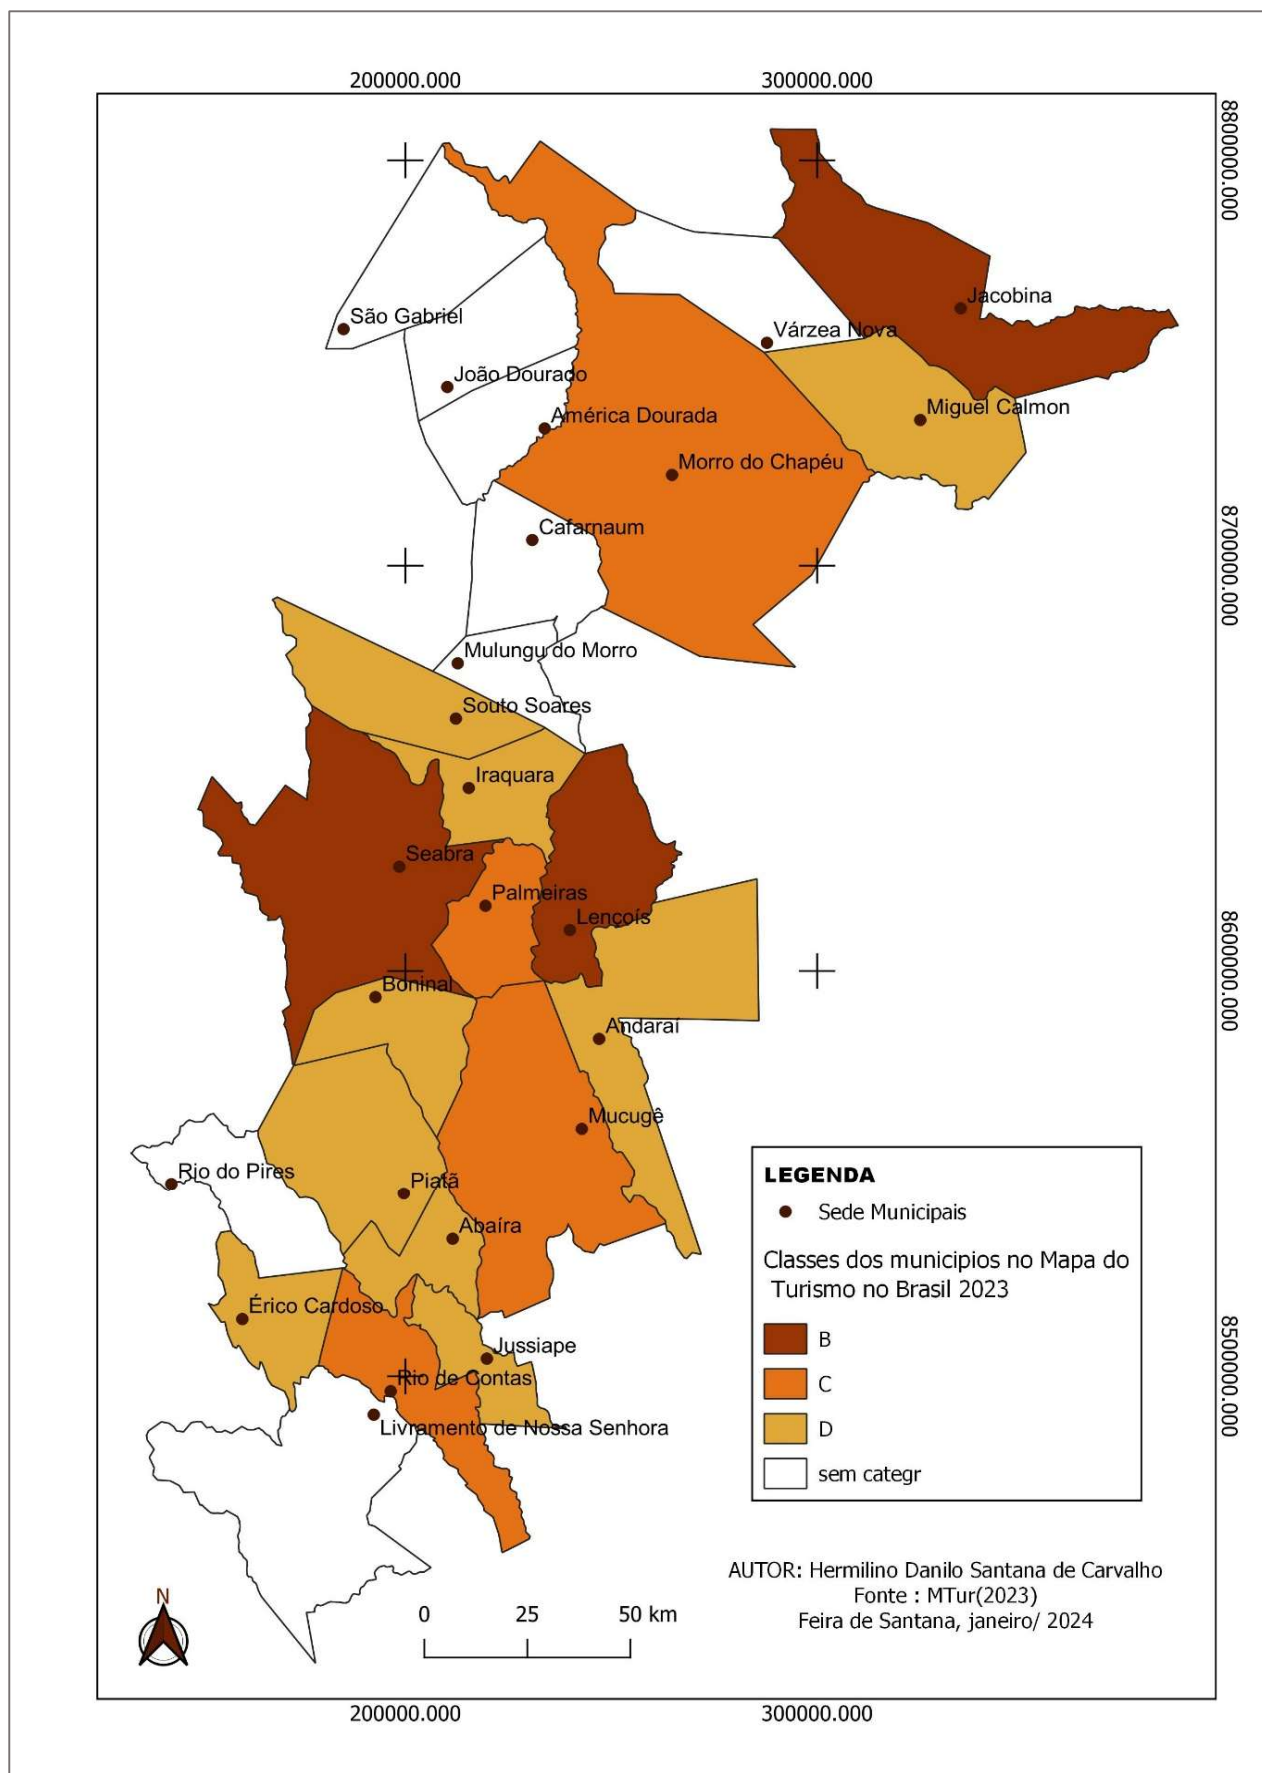 200000.000 300000.000
8800000.000
Jacobina
São Gabriel
Várzea Nova
João Dourado
Miguel Calmon
América Dourada
Morro do Chapéu
Cafarnaum
8700000.000
Mulungu do Morro
Souto Soares
Iraquara
Seabra
Palmeiras
Lençoís
8600000.000
Boninal
Andaraí
Mucugê
Rio do Pires
Piatã
Abaíra
Érico Cardoso
Jussiape
Rio de Contas
Livramento de Nossa Senhora
8500000.000
LEGENDA
Sede Municipais
Classes dos municipios no Mapa do
Turismo no Brasil 2023
B
C
D
sem categr
AUTOR: Hermilino Danilo Santana de Carvalho
Fonte : MTur(2023)
Feira de Santana, janeiro/ 2024
N
0 25 50 km
200000.000 300000.000